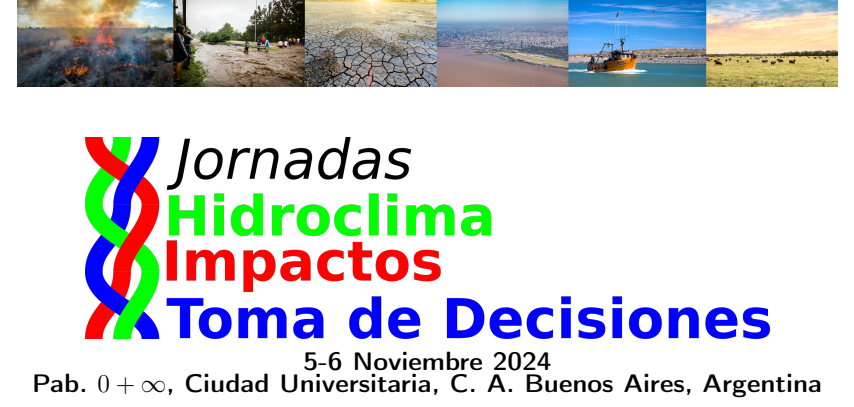 Jornadas
Hidroclima
Impactos
Toma de Decisiones
5-6 Noviembre 2024
Pab. 0 + ∞, Ciudad Universitaria, C. A. Buenos Aires, Argentina